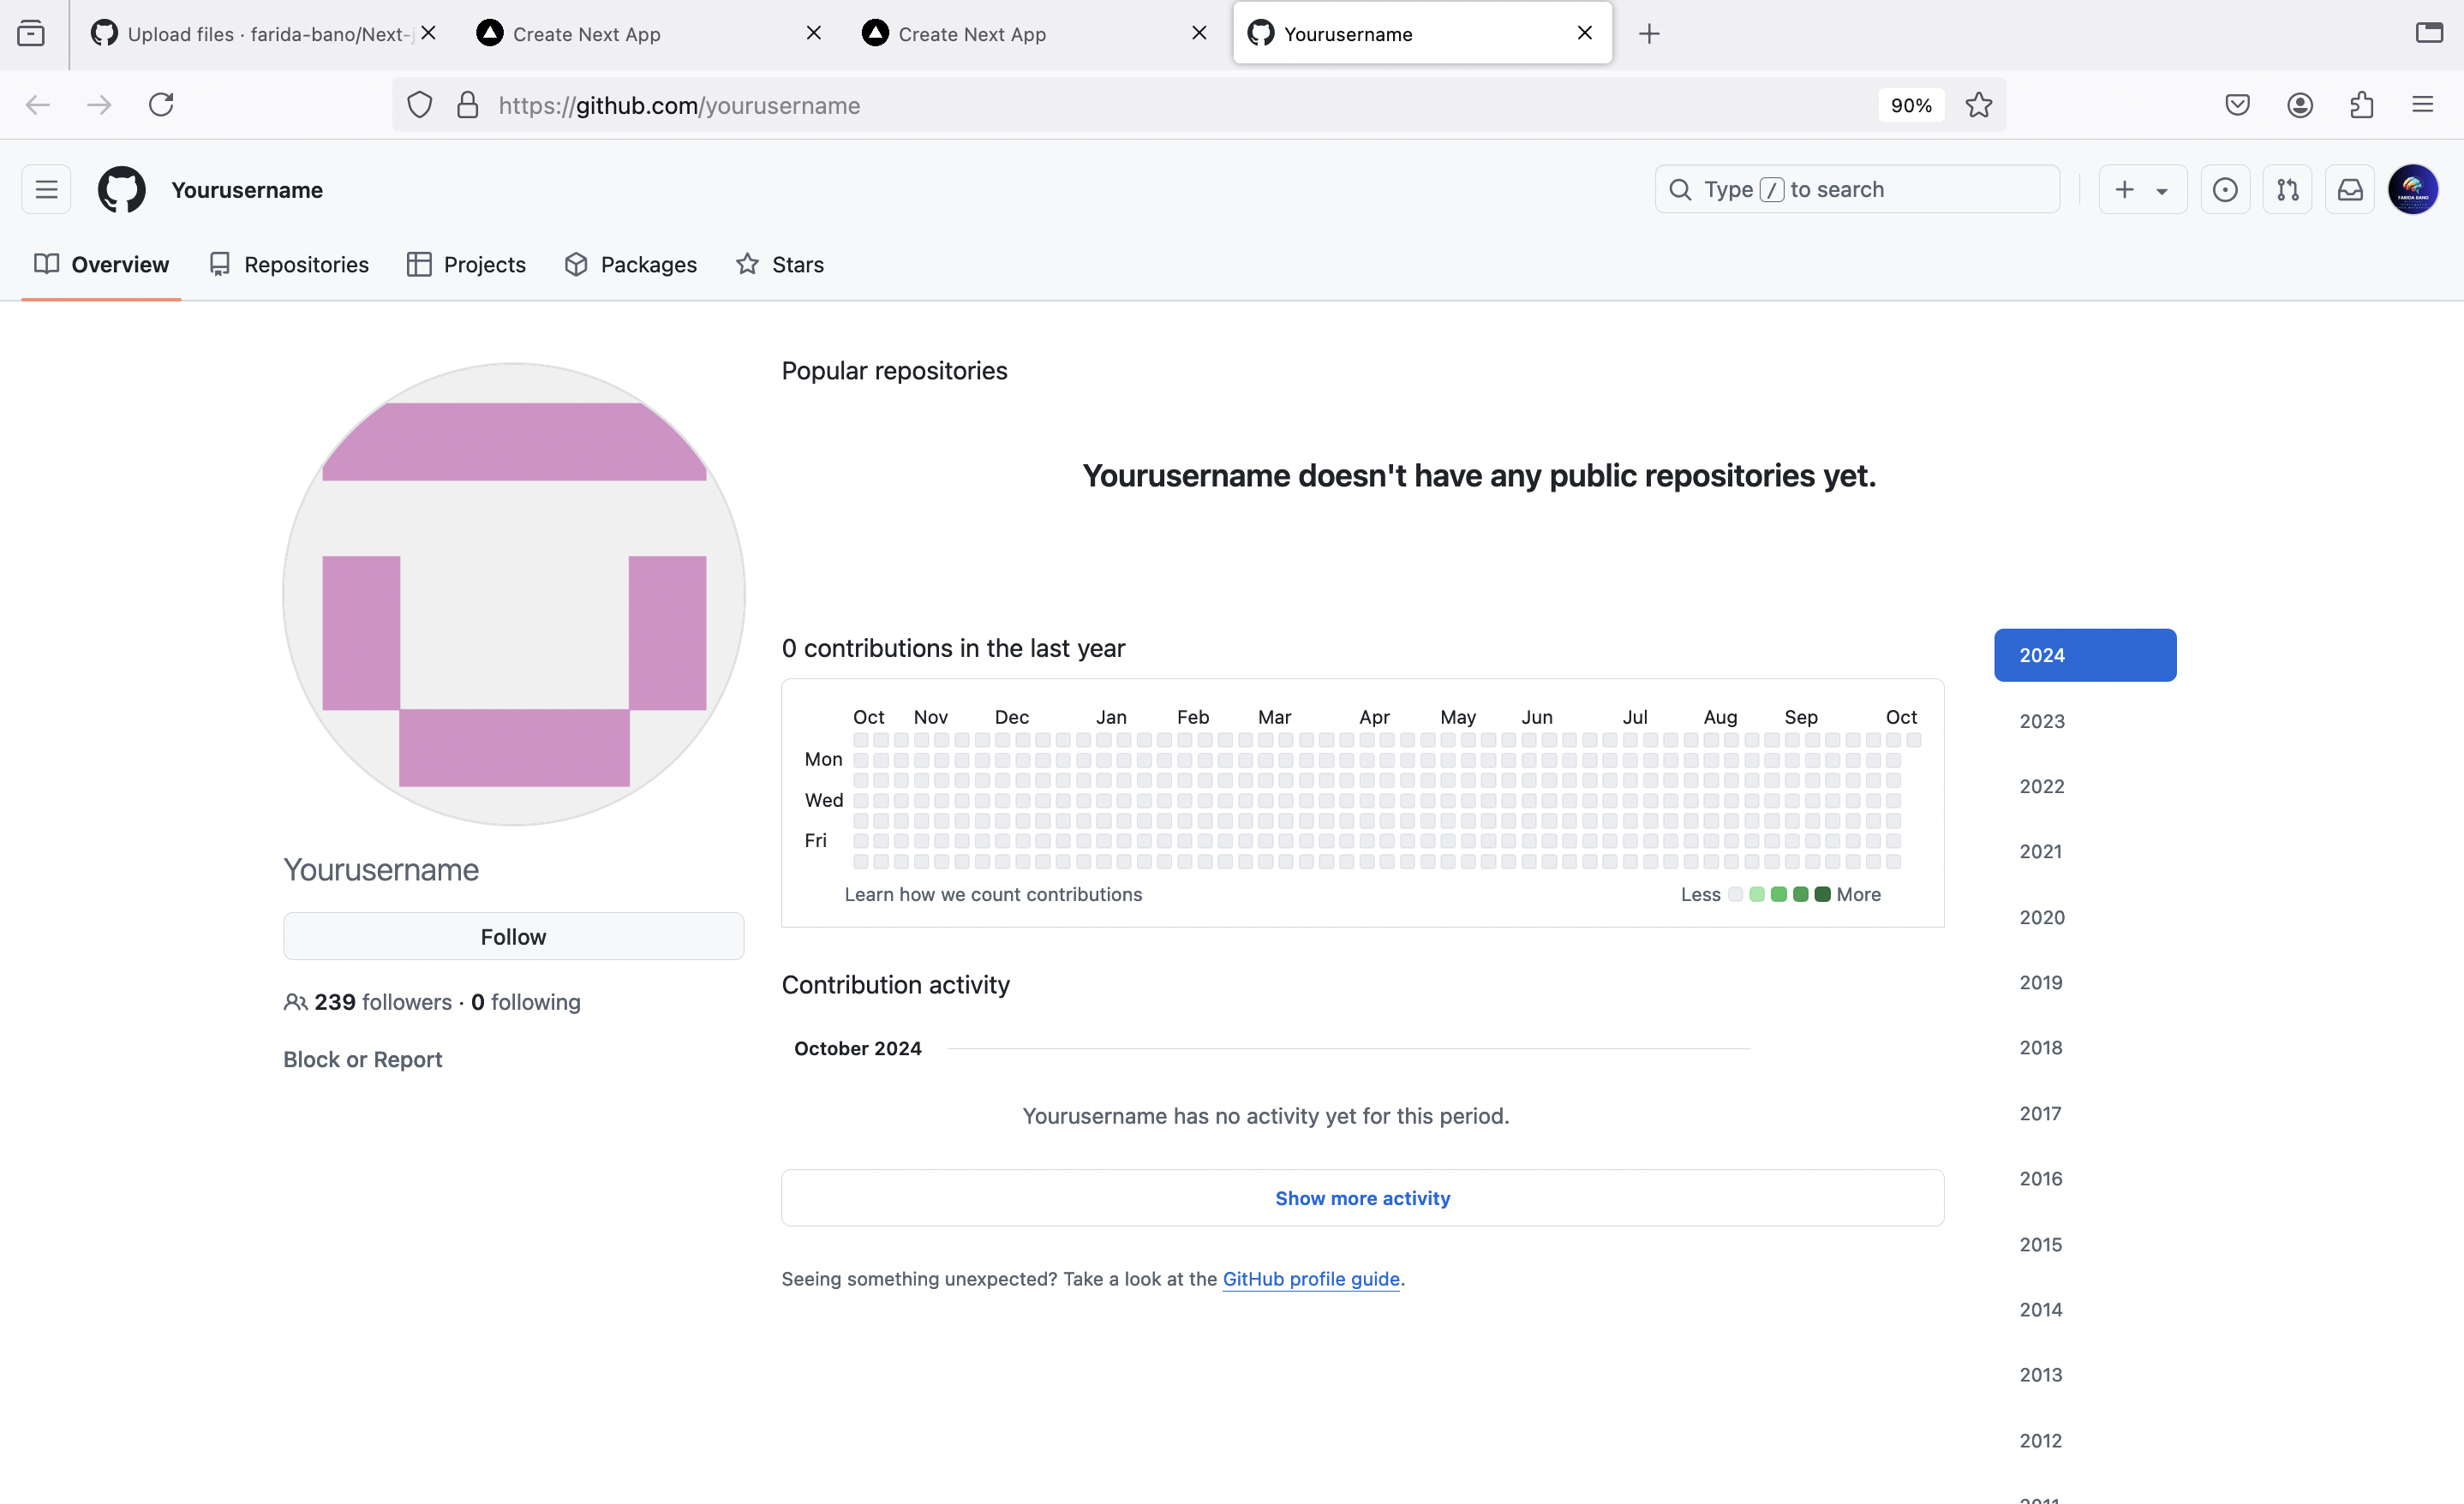 Upload files · farida-bano/Next-j
Create Next App
Create Next App
Yourusername
https://github.com/yourusername
90%
Yourusername
Type / to search
FARIDA BANO
Overview
Repositories
Projects
Packages
Stars
Popular repositories
Yourusername doesn't have any public repositories yet.
0 contributions in the last year
Oct Nov Dec Jan Feb Mar Apr May Jun Jul Aug Sep Oct
Mon
Wed
Fri
Learn how we count contributions
Less More
Yourusername
Follow
239 followers · 0 following
Block or Report
Contribution activity
October 2024
Yourusername has no activity yet for this period.
Show more activity
Seeing something unexpected? Take a look at the GitHub profile guide.
2024
2023
2022
2021
2020
2019
2018
2017
2016
2015
2014
2013
2012